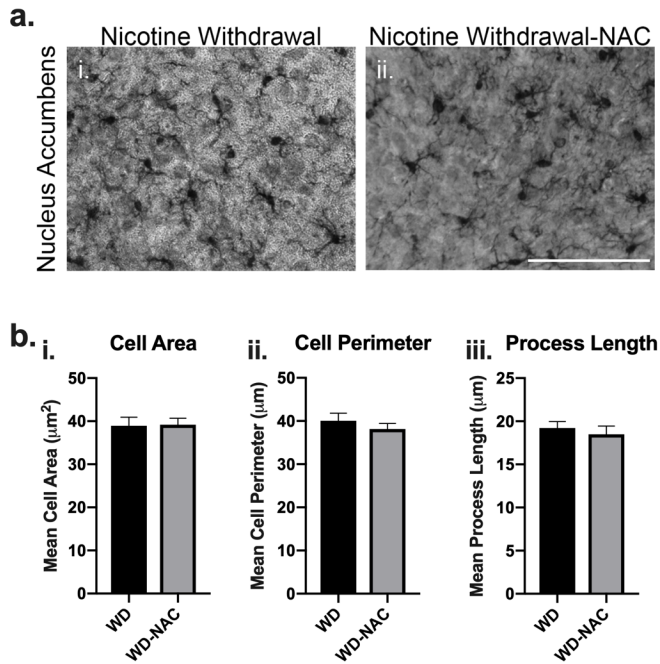 a.
Nicotine Withdrawal
Nicotine Withdrawal-NAC
Nucleus Accumbens
i.
ii.
b.
i.
Cell Area
Mean Cell Area (μm²)
50
40
30
20
10
0
WD
WD-NAC
ii.
Cell Perimeter
Mean Cell Perimeter (μm)
50
40
30
20
10
0
WD
WD-NAC
iii.
Process Length
Mean Process Length (μm)
25
20
15
10
5
0
WD
WD-NAC